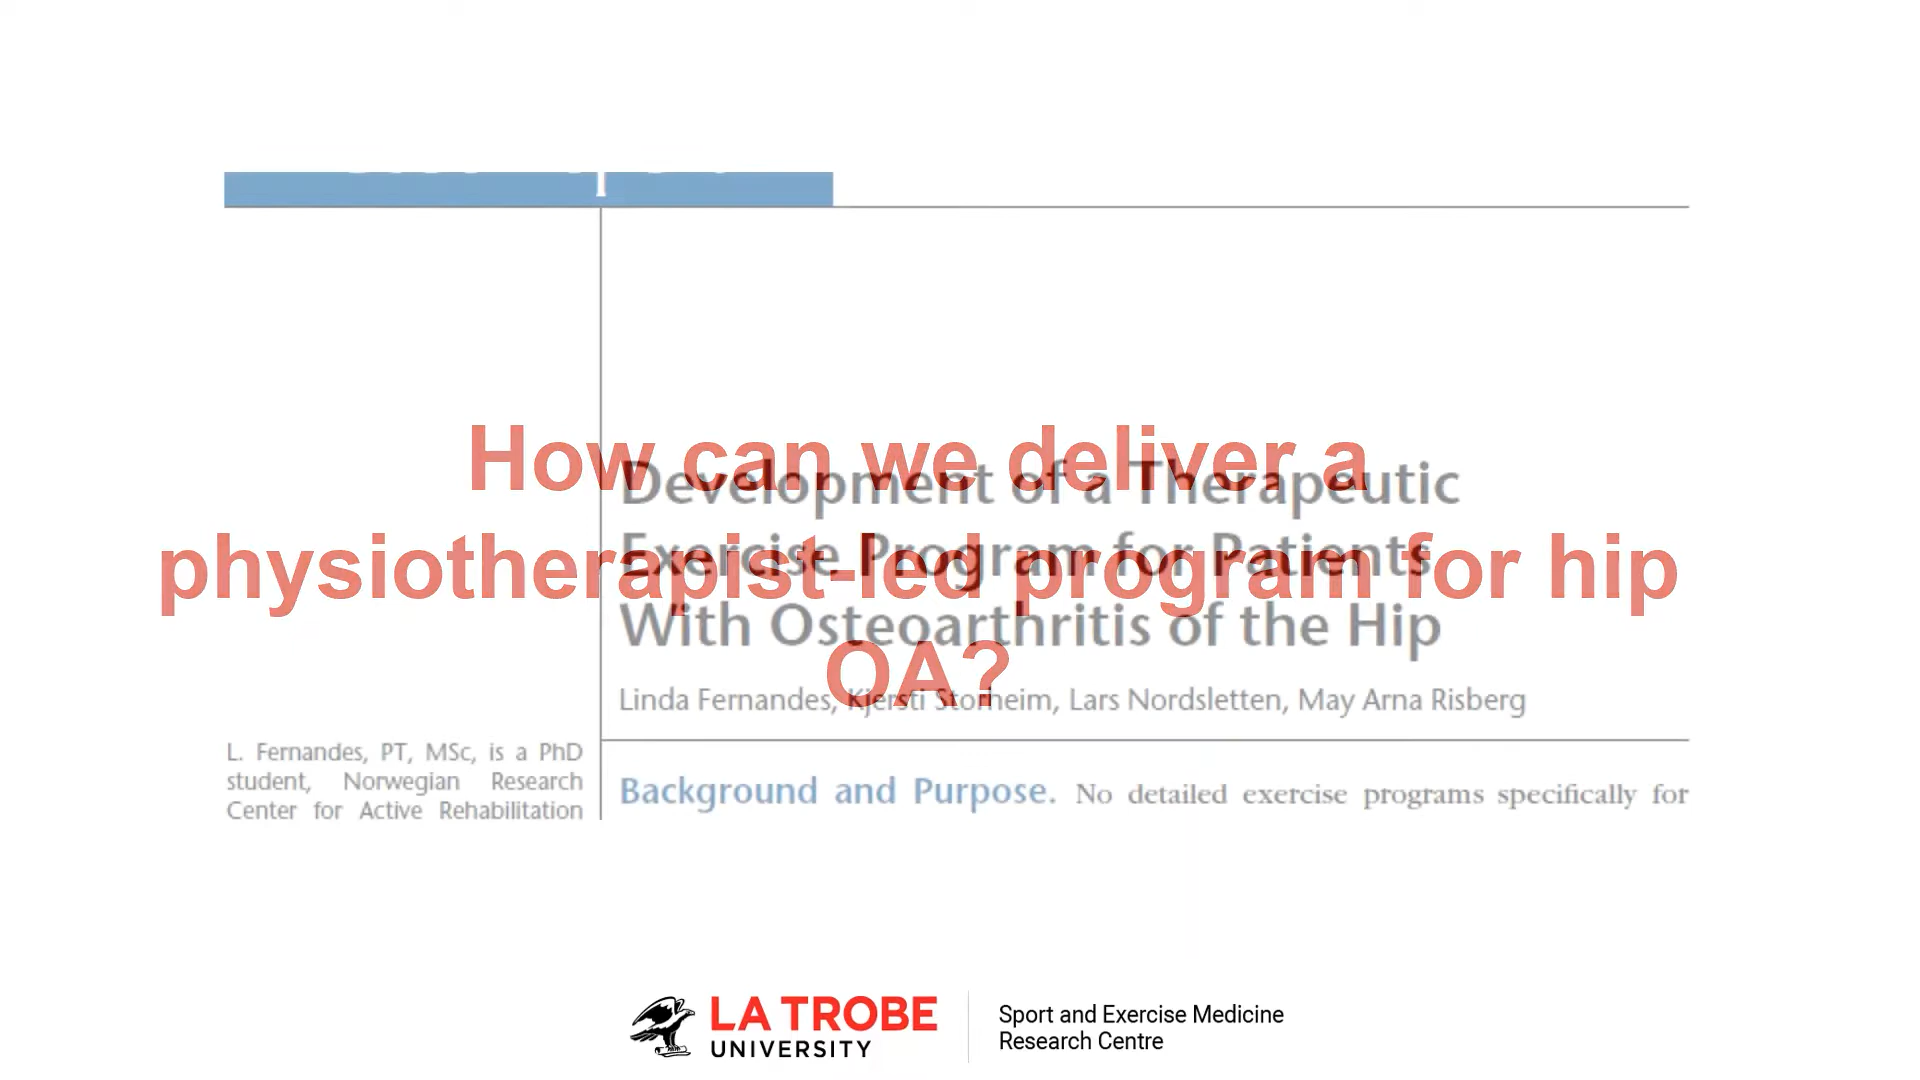 How can we deliver a
physiotherapist-led program for hip
OA?
Development of a Therapeutic
Exercise Program for Patients
With Osteoarthritis of the Hip
Linda Fernandes, Kjersti Storheim, Lars Nordsletten, May Arna Risberg
L. Fernandes, PT, MSc, is a PhD
student, Norwegian Research
Center for Active Rehabilitation
Background and Purpose. No detailed exercise programs specifically for
LA TROBE
UNIVERSITY
Sport and Exercise Medicine
Research Centre